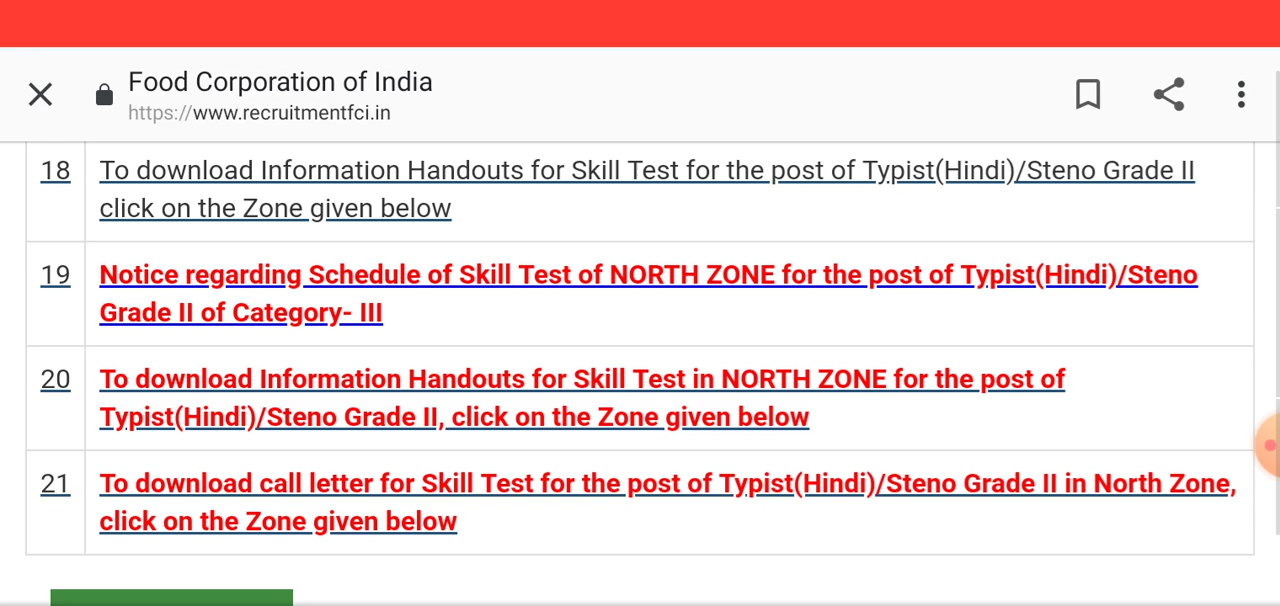 Food Corporation of India
https://www.recruitmentfci.in
18 To download Information Handouts for Skill Test for the post of Typist(Hindi)/Steno Grade II
click on the Zone given below
19 Notice regarding Schedule of Skill Test of NORTH ZONE for the post of Typist(Hindi)/Steno
Grade II of Category- III
20 To download Information Handouts for Skill Test in NORTH ZONE for the post of
Typist(Hindi)/Steno Grade II, click on the Zone given below
21 To download call letter for Skill Test for the post of Typist(Hindi)/Steno Grade II in North Zone,
click on the Zone given below